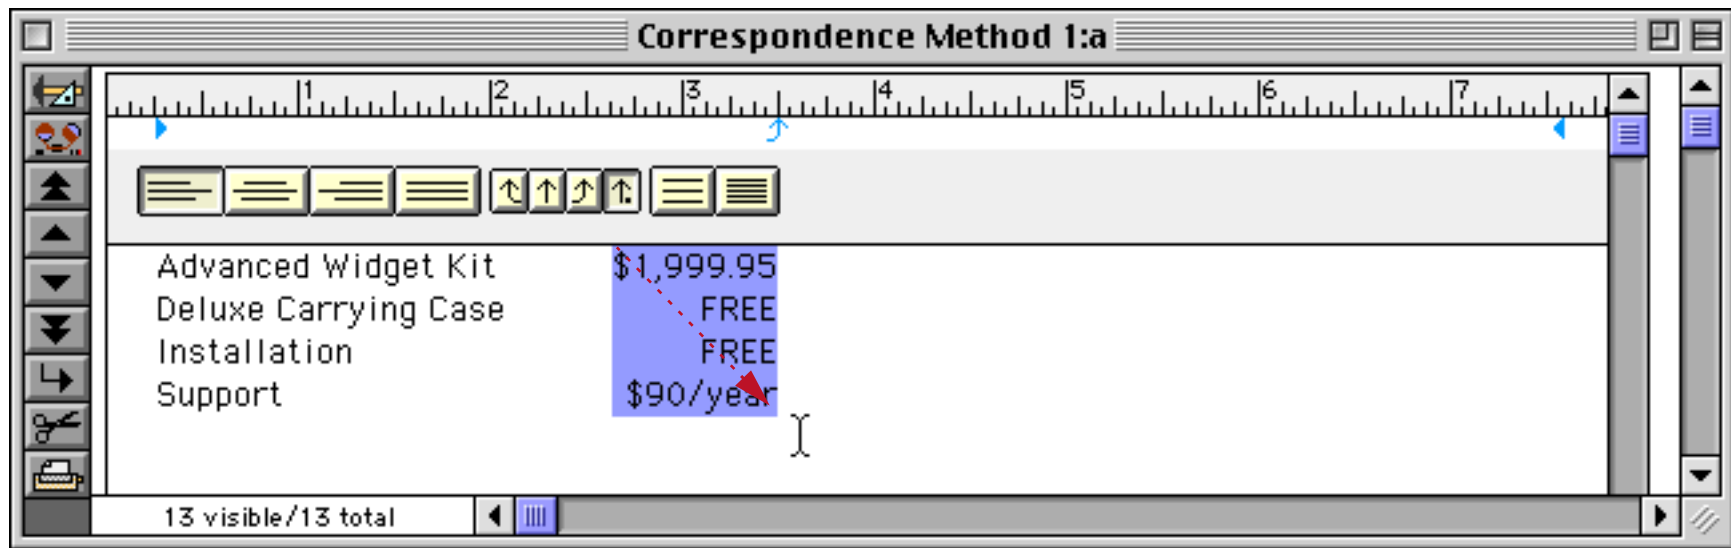 Correspondence Method 1:a
1 2 3 4 5 6 7
Advanced Widget Kit $1,999.95
Deluxe Carrying Case FREE
Installation FREE
Support $90/year
13 visible/13 total